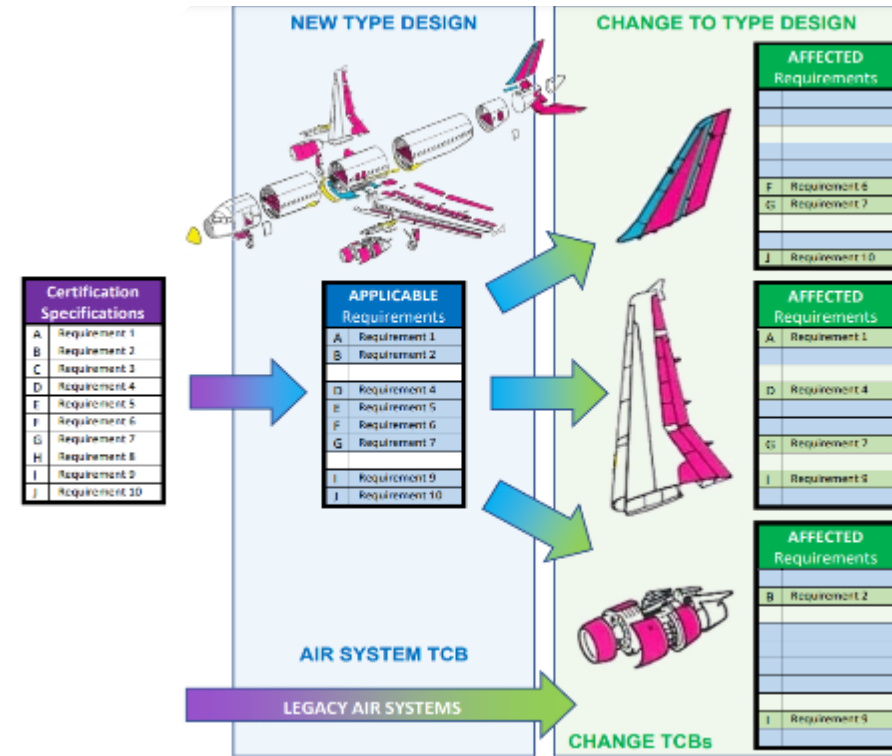 NEW TYPE DESIGN
CHANGE TO TYPE DESIGN
Certification
Specifications
A Requirement 1
B Requirement 2
C Requirement 3
D Requirement 4
E Requirement 5
F Requirement 6
G Requirement 7
H Requirement 8
I Requirement 9
J Requirement 10
APPLICABLE
Requirements
A Requirement 1
B Requirement 2
D Requirement 4
E Requirement 5
F Requirement 6
G Requirement 7
I Requirement 9
J Requirement 10
AFFECTED
Requirements
F Requirement 6
G Requirement 7
J Requirement 10
AFFECTED
Requirements
A Requirement 1
D Requirement 4
G Requirement 7
I Requirement 9
AFFECTED
Requirements
B Requirement 2
I Requirement 9
AIR SYSTEM TCB
LEGACY AIR SYSTEMS
CHANGE TCBs